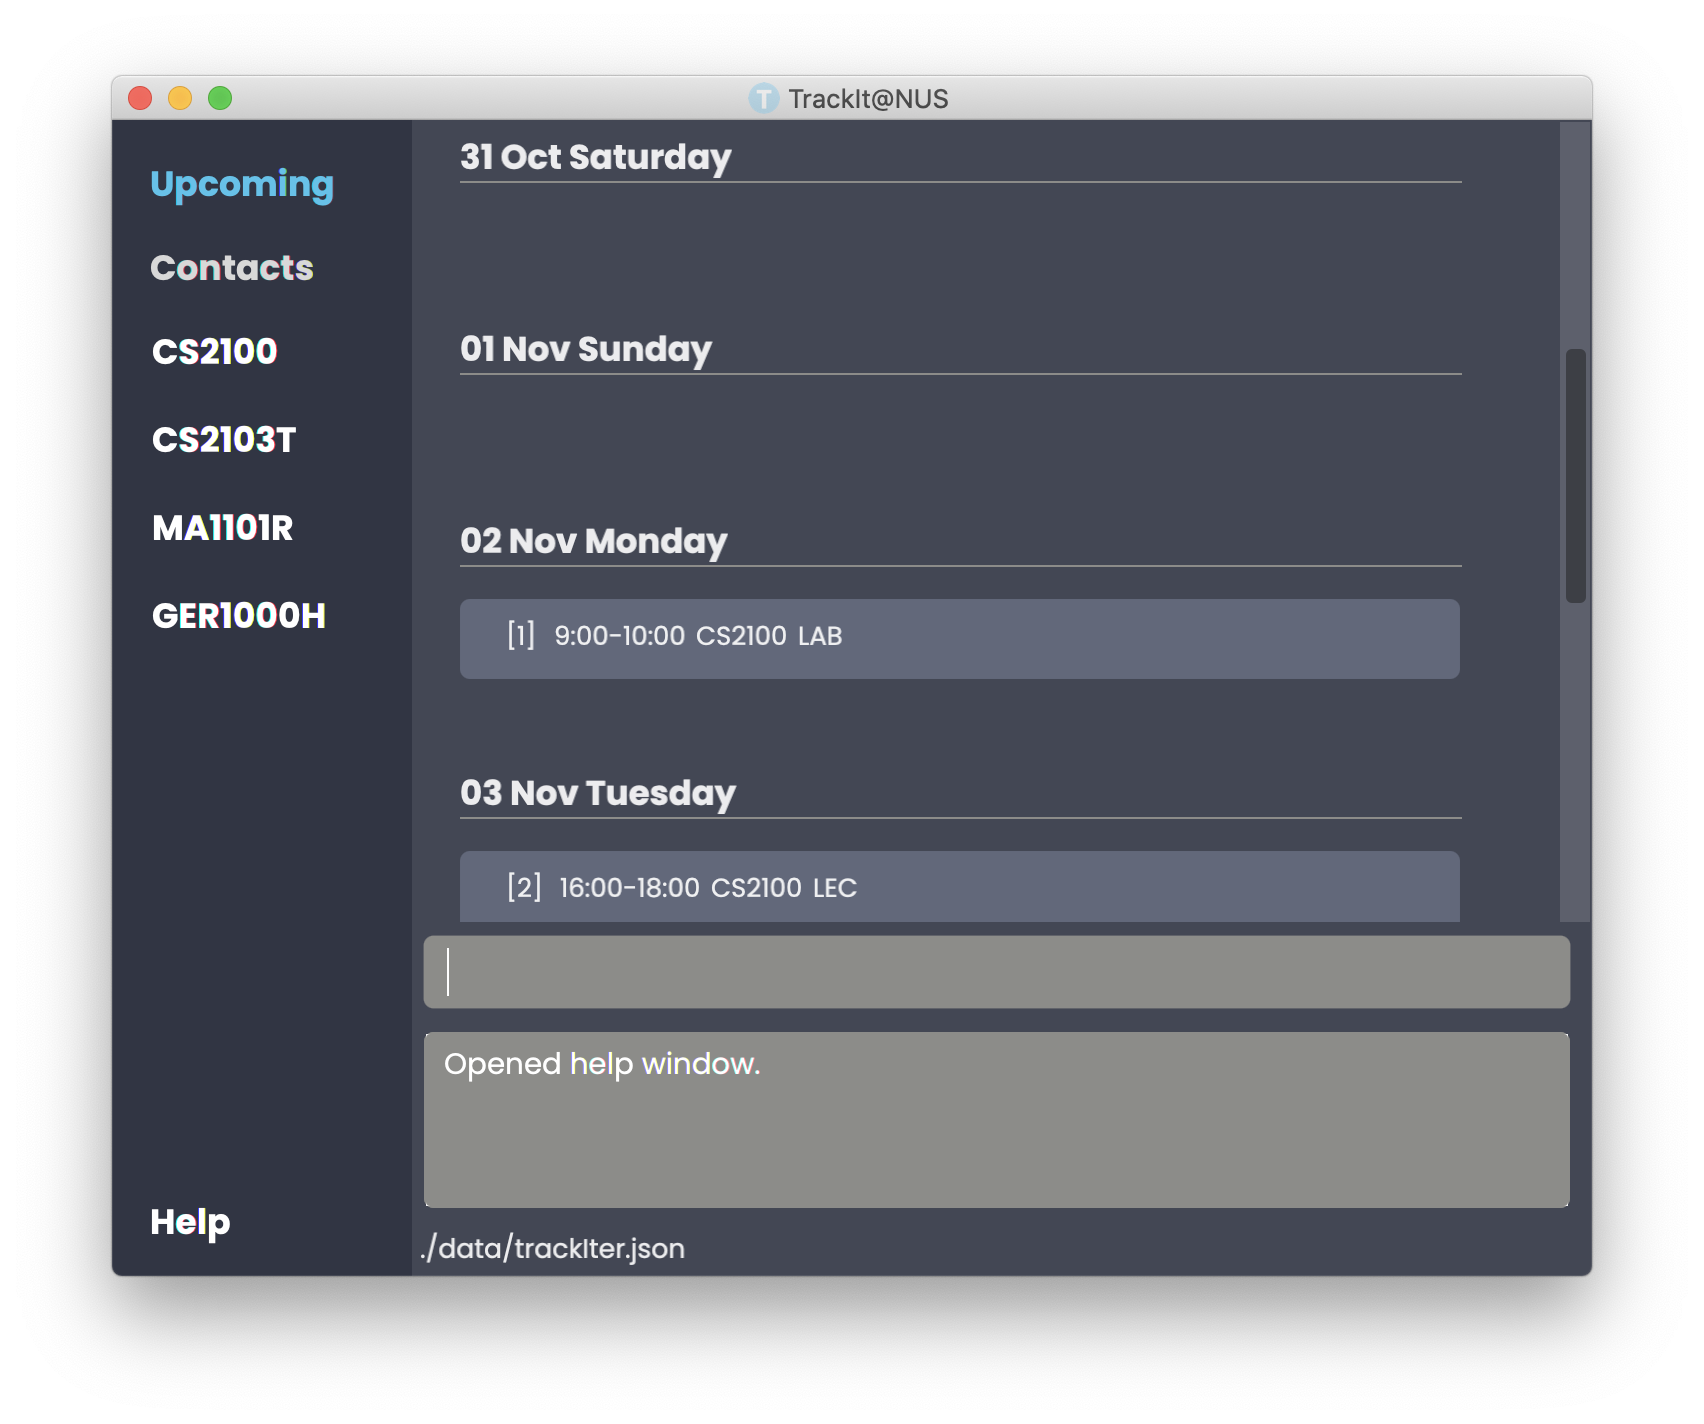 T TrackIt@NUS
Upcoming
Contacts
CS2100
CS2103T
MA1101R
GER1000H
Help
31 Oct Saturday
01 Nov Sunday
02 Nov Monday
[1] 9:00-10:00 CS2100 LAB
03 Nov Tuesday
[2] 16:00-18:00 CS2100 LEC
Opened help window.
./data/trackIter.json